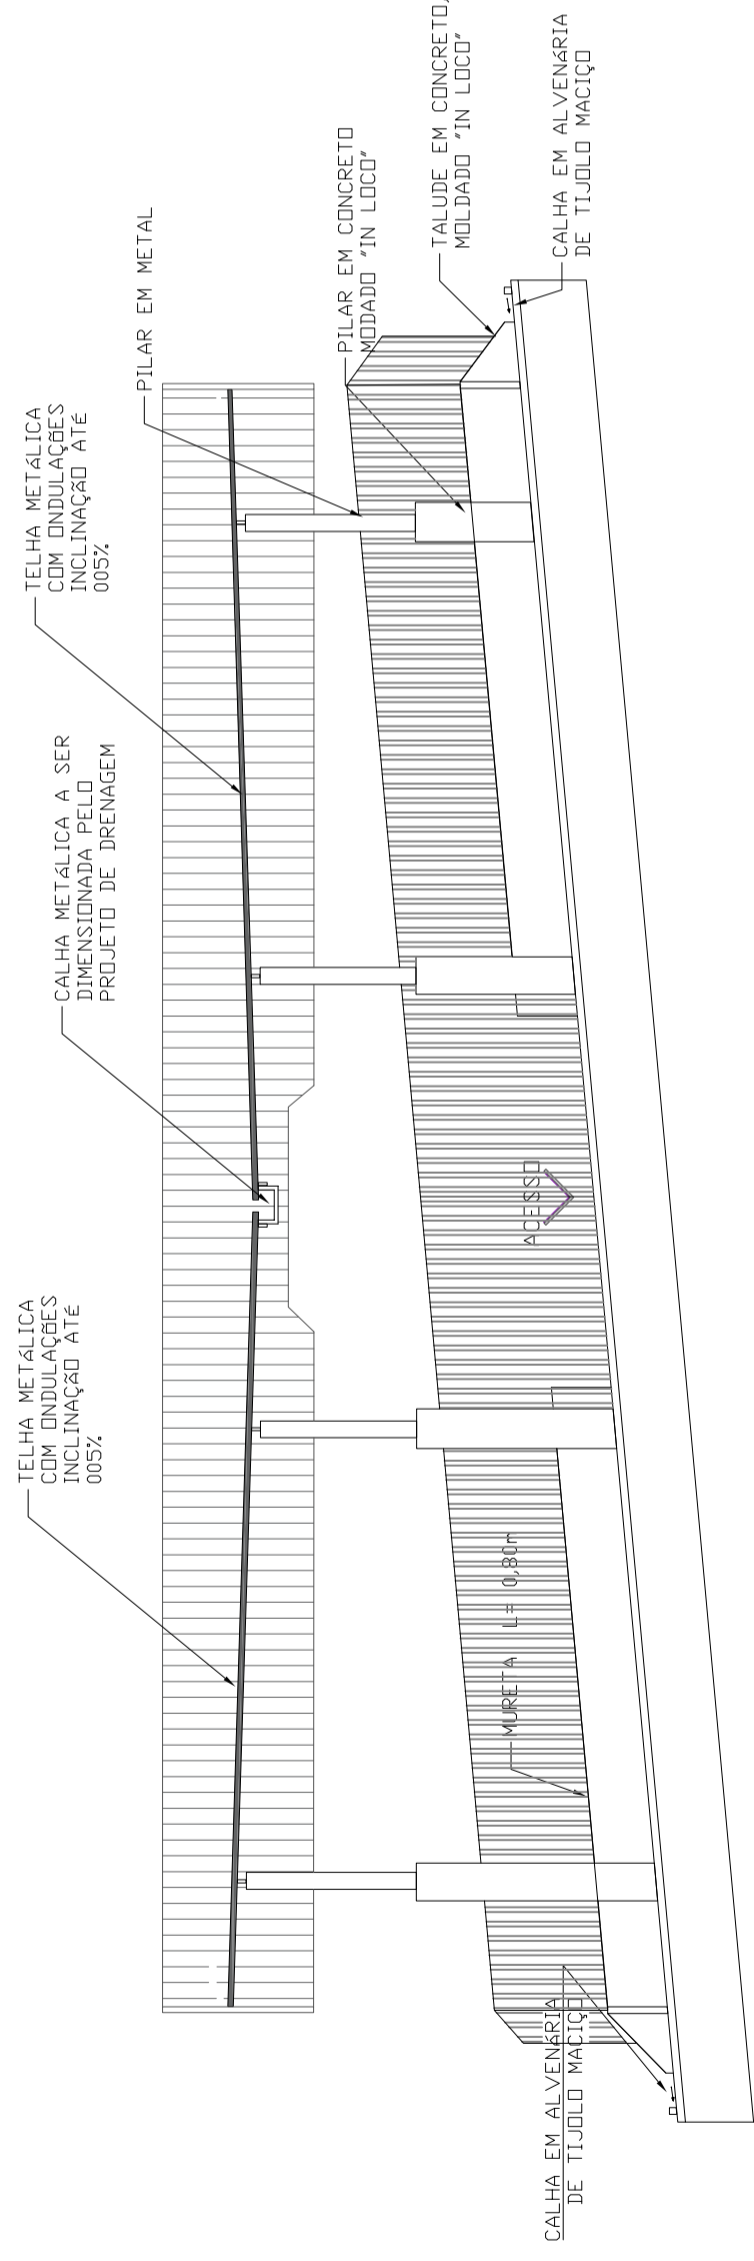 TELHA METÁLICA
COM ONDULAÇÕES
INCLINAÇÃO ATÉ
005%
CALHA METÁLICA A SER
DIMENSIONADA PELO
PROJETO DE DRENAGEM
TELHA METÁLICA
COM ONDULAÇÕES
INCLINAÇÃO ATÉ
005%
PILAR EM METAL
PILAR EM CONCRETO
MODADO "IN LOCO"
TALUDE EM CONCRETO,
MOLDADO "IN LOCO"
CALHA EM ALVENÁRIA
DE TIJOLO MACIÇO
ACESSO
MURETA L= 0,80m
CALHA EM ALVENÁRIA
DE TIJOLO MACIÇO